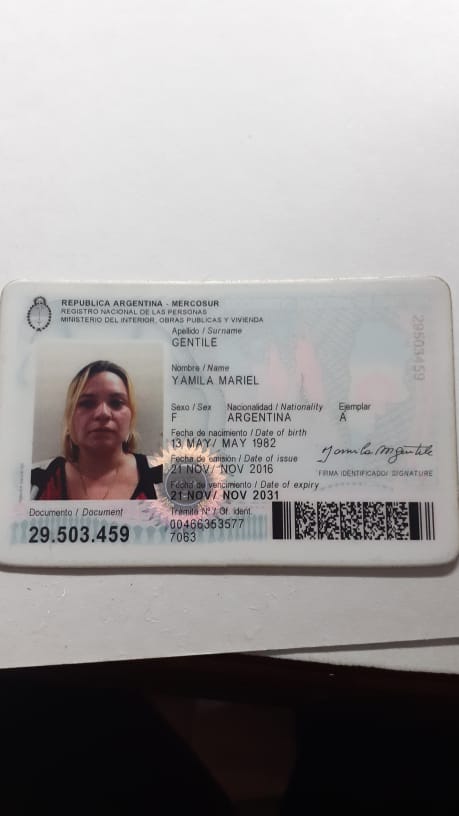 REPUBLICA ARGENTINA - MERCOSUR
REGISTRO NACIONAL DE LAS PERSONAS
MINISTERIO DEL INTERIOR, OBRAS PUBLICAS Y VIVIENDA
Apellido / Surname
GENTILE
Nombre / Name
YAMILA MARIEL
Sexo / Sex Nacionalidad / Nationality Ejemplar
F ARGENTINA A
Fecha de nacimiento / Date of birth
13 MAY/ MAY 1982
Fecha de emisión / Date of issue
21 NOV/ NOV 2016
FIRMA IDENTIFICADO/ SIGNATURE
Fecha de vencimiento / Date of expiry
21 NOV/ NOV 2031
Documento / Document
29.503.459
Tramite N° / Of. ident.
00466353577
7063
29503459